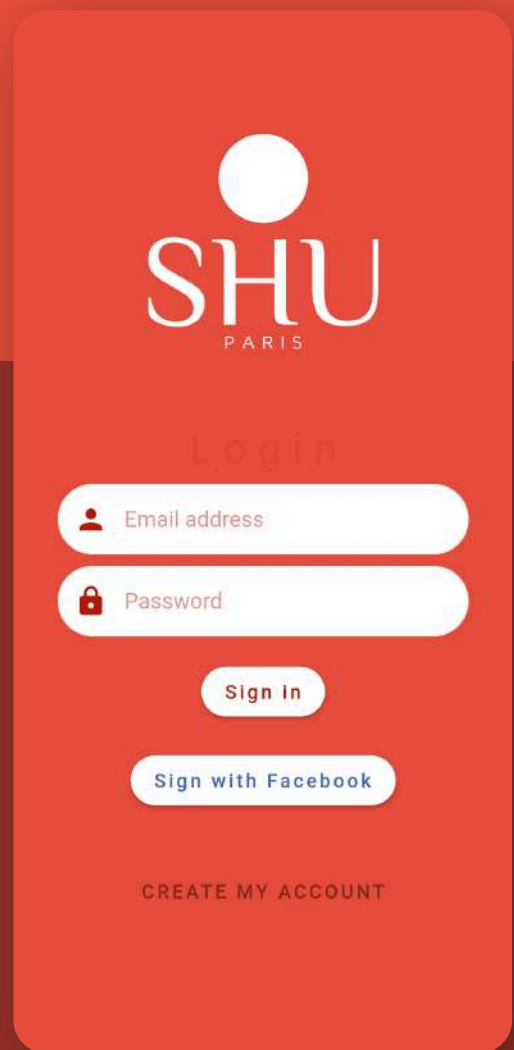 SHU
PARIS
Login
Email address
Password
Sign in
Sign with Facebook
CREATE MY ACCOUNT